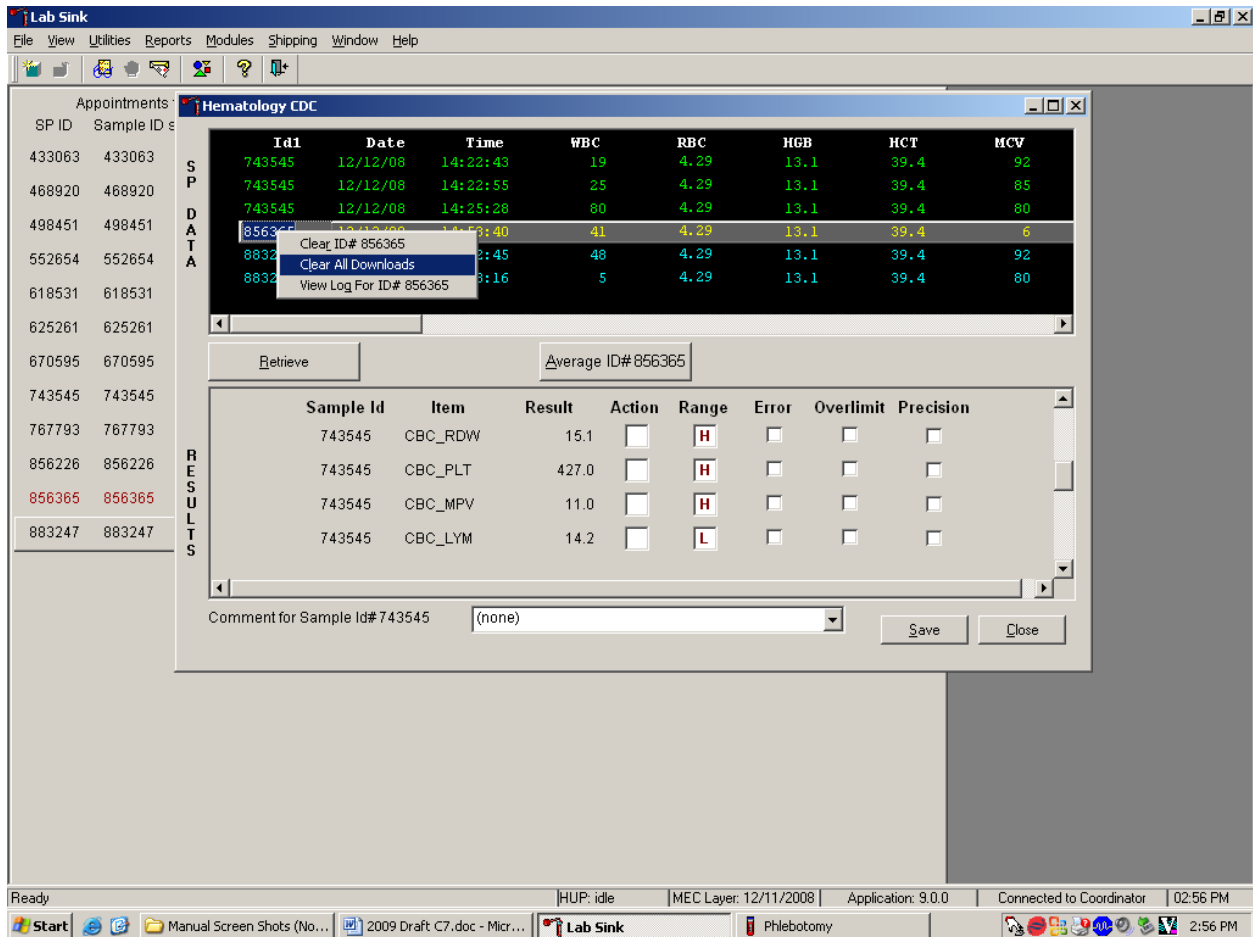 Lab Sink
File View Utilities Reports Modules Shipping Window Help
Appointments
SP ID Sample ID s
433063 433063
468920 468920
498451 498451
552654 552654
618531 618531
625261 625261
670595 670595
743545 743545
767793 767793
856226 856226
856365 856365
883247 883247
Hematology CDC
SP DATA
Id1 Date Time WBC RBC HGB HCT MCV
743545 12/12/08 14:22:43 19 4.29 13.1 39.4 92
743545 12/12/08 14:22:55 25 4.29 13.1 39.4 85
743545 12/12/08 14:25:28 80 4.29 13.1 39.4 80
856365 :40 41 4.29 13.1 39.4 6
8832 2:45 48 4.29 13.1 39.4 92
8832 :16 5 4.29 13.1 39.4 80
Clear ID# 856365
Clear All Downloads
View Log For ID# 856365
Retrieve Average ID# 856365
RESULTS
Sample Id Item Result Action Range Error Overlimit Precision
743545 CBC_RDW 15.1 H
743545 CBC_PLT 427.0 H
743545 CBC_MPV 11.0 H
743545 CBC_LYM 14.2 L
Comment for Sample Id# 743545 (none)
Save Close
Ready HUP: idle MEC Layer: 12/11/2008 Application: 9.0.0 Connected to Coordinator 02:56 PM
Start Manual Screen Shots (No... 2009 Draft C7.doc - Micr... Lab Sink Phlebotomy 2:56 PM